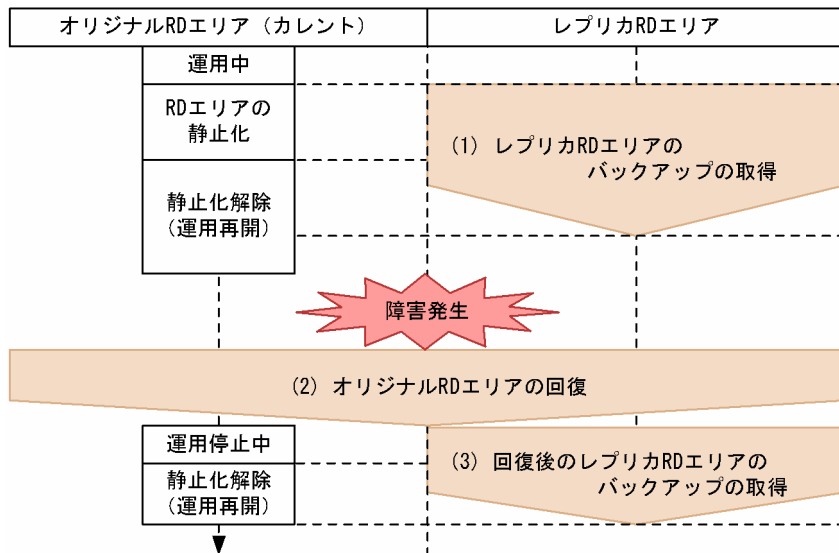 オリジナルRDエリア（カレント）
レプリカRDエリア
運用中
RDエリアの
静止化
(1) レプリカRDエリアの
バックアップの取得
静止化解除
(運用再開)
障害発生
(2) オリジナルRDエリアの回復
運用停止中
(3) 回復後のレプリカRDエリアの
バックアップの取得
静止化解除
(運用再開)